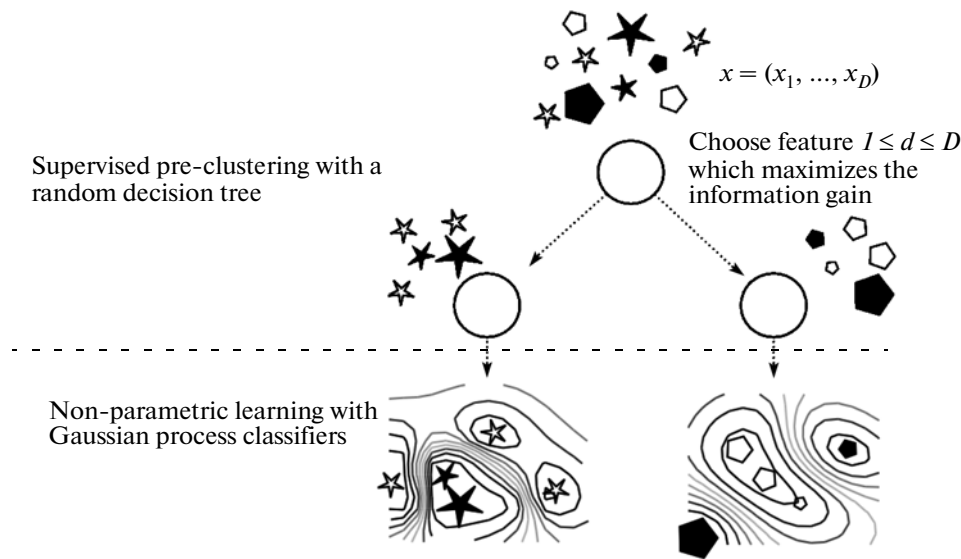 x = (x₁, ..., x_D)
Choose feature 1 ≤ d ≤ D
which maximizes the
information gain
Supervised pre-clustering with a
random decision tree
Non-parametric learning with
Gaussian process classifiers